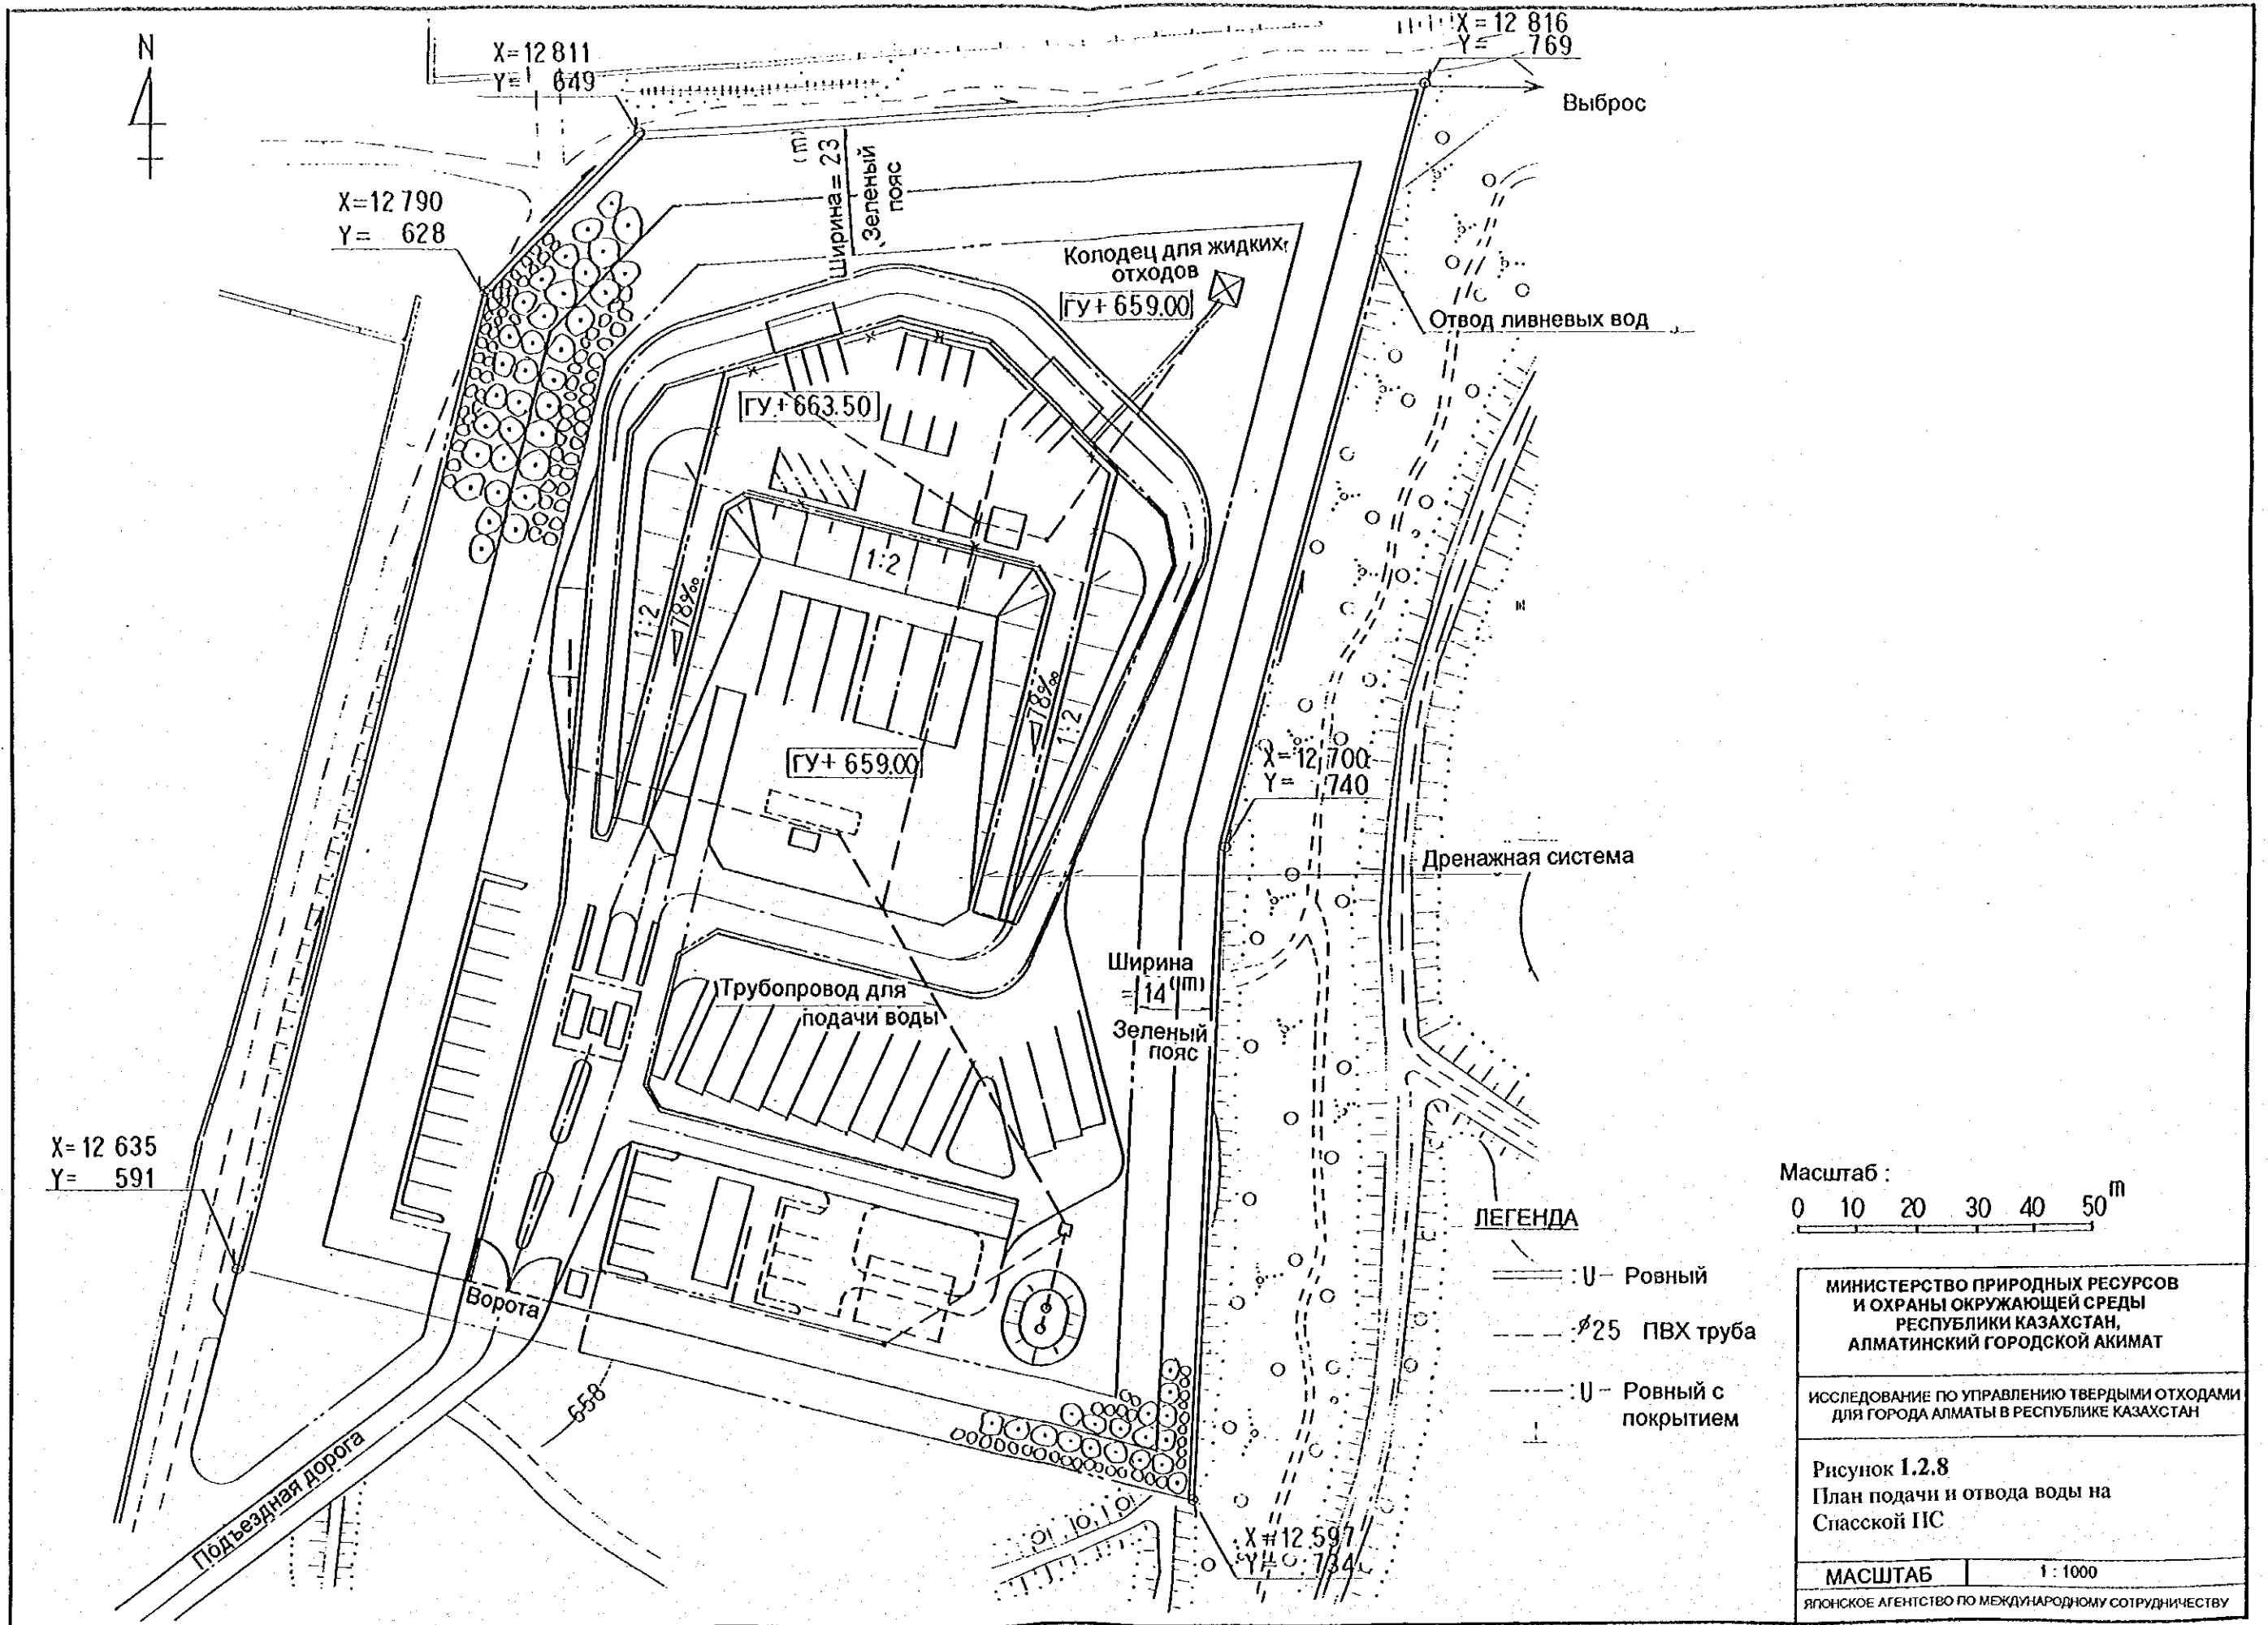 N
X=12 811
Y= 649
X=12 816
Y= 769
Выброс
X=12 790
Y= 628
Ширина=23 (m)
Зеленый
пояс
Колодец для жидких
отходов
ГУ+659.00
Отвод ливневых вод
ГУ+663.50
1:2
1:2
78‰
78‰
1:2
ГУ+ 659.00
X=12 700
Y= 740
Дренажная система
Ширина
=14 (m)
Зеленый
пояс
Трубопровод для
подачи воды
X=12 635
Y= 591
Ворота
658
Подъездная дорога
X=12 597
Y= 734
ЛЕГЕНДА
:U- Ровный
:ø25 ПВХ труба
:U- Ровный с
покрытием
Масштаб :
0 10 20 30 40 50 m
МИНИСТЕРСТВО ПРИРОДНЫХ РЕСУРСОВ
И ОХРАНЫ ОКРУЖАЮЩЕЙ СРЕДЫ
РЕСПУБЛИКИ КАЗАХСТАН,
АЛМАТИНСКИЙ ГОРОДСКОЙ АКИМАТ
ИССЛЕДОВАНИЕ ПО УПРАВЛЕНИЮ ТВЕРДЫМИ ОТХОДАМИ
ДЛЯ ГОРОДА АЛМАТЫ В РЕСПУБЛИКЕ КАЗАХСТАН
Рисунок 1.2.8
План подачи и отвода воды на
Спасской ПС
МАСШТАБ 1 : 1000
ЯПОНСКОЕ АГЕНТСТВО ПО МЕЖДУНАРОДНОМУ СОТРУДНИЧЕСТВУ